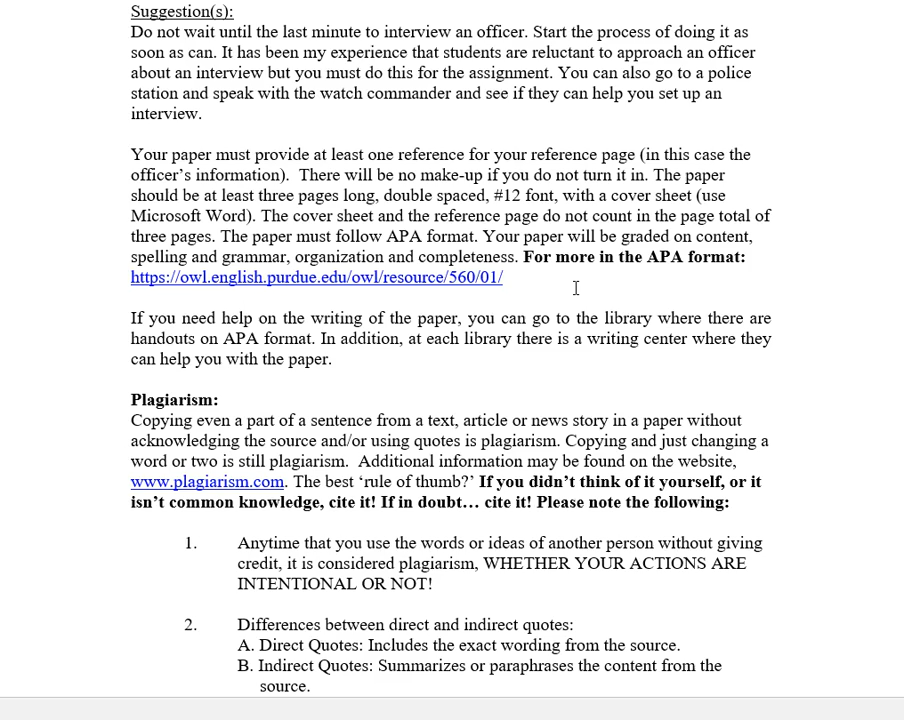 Suggestion(s):
Do not wait until the last minute to interview an officer. Start the process of doing it as
soon as can. It has been my experience that students are reluctant to approach an officer
about an interview but you must do this for the assignment. You can also go to a police
station and speak with the watch commander and see if they can help you set up an
interview.
Your paper must provide at least one reference for your reference page (in this case the
officer’s information).  There will be no make-up if you do not turn it in. The paper
should be at least three pages long, double spaced, #12 font, with a cover sheet (use
Microsoft Word). The cover sheet and the reference page do not count in the page total of
three pages. The paper must follow APA format. Your paper will be graded on content,
spelling and grammar, organization and completeness. For more in the APA format:
https://owl.english.purdue.edu/owl/resource/560/01/
If you need help on the writing of the paper, you can go to the library where there are
handouts on APA format. In addition, at each library there is a writing center where they
can help you with the paper.
Plagiarism:
Copying even a part of a sentence from a text, article or news story in a paper without
acknowledging the source and/or using quotes is plagiarism. Copying and just changing a
word or two is still plagiarism.  Additional information may be found on the website,
www.plagiarism.com. The best ‘rule of thumb?’ If you didn’t think of it yourself, or it
isn’t common knowledge, cite it! If in doubt… cite it! Please note the following:
1. Anytime that you use the words or ideas of another person without giving
credit, it is considered plagiarism, WHETHER YOUR ACTIONS ARE
INTENTIONAL OR NOT!
2. Differences between direct and indirect quotes:
A. Direct Quotes: Includes the exact wording from the source.
B. Indirect Quotes: Summarizes or paraphrases the content from the
source.